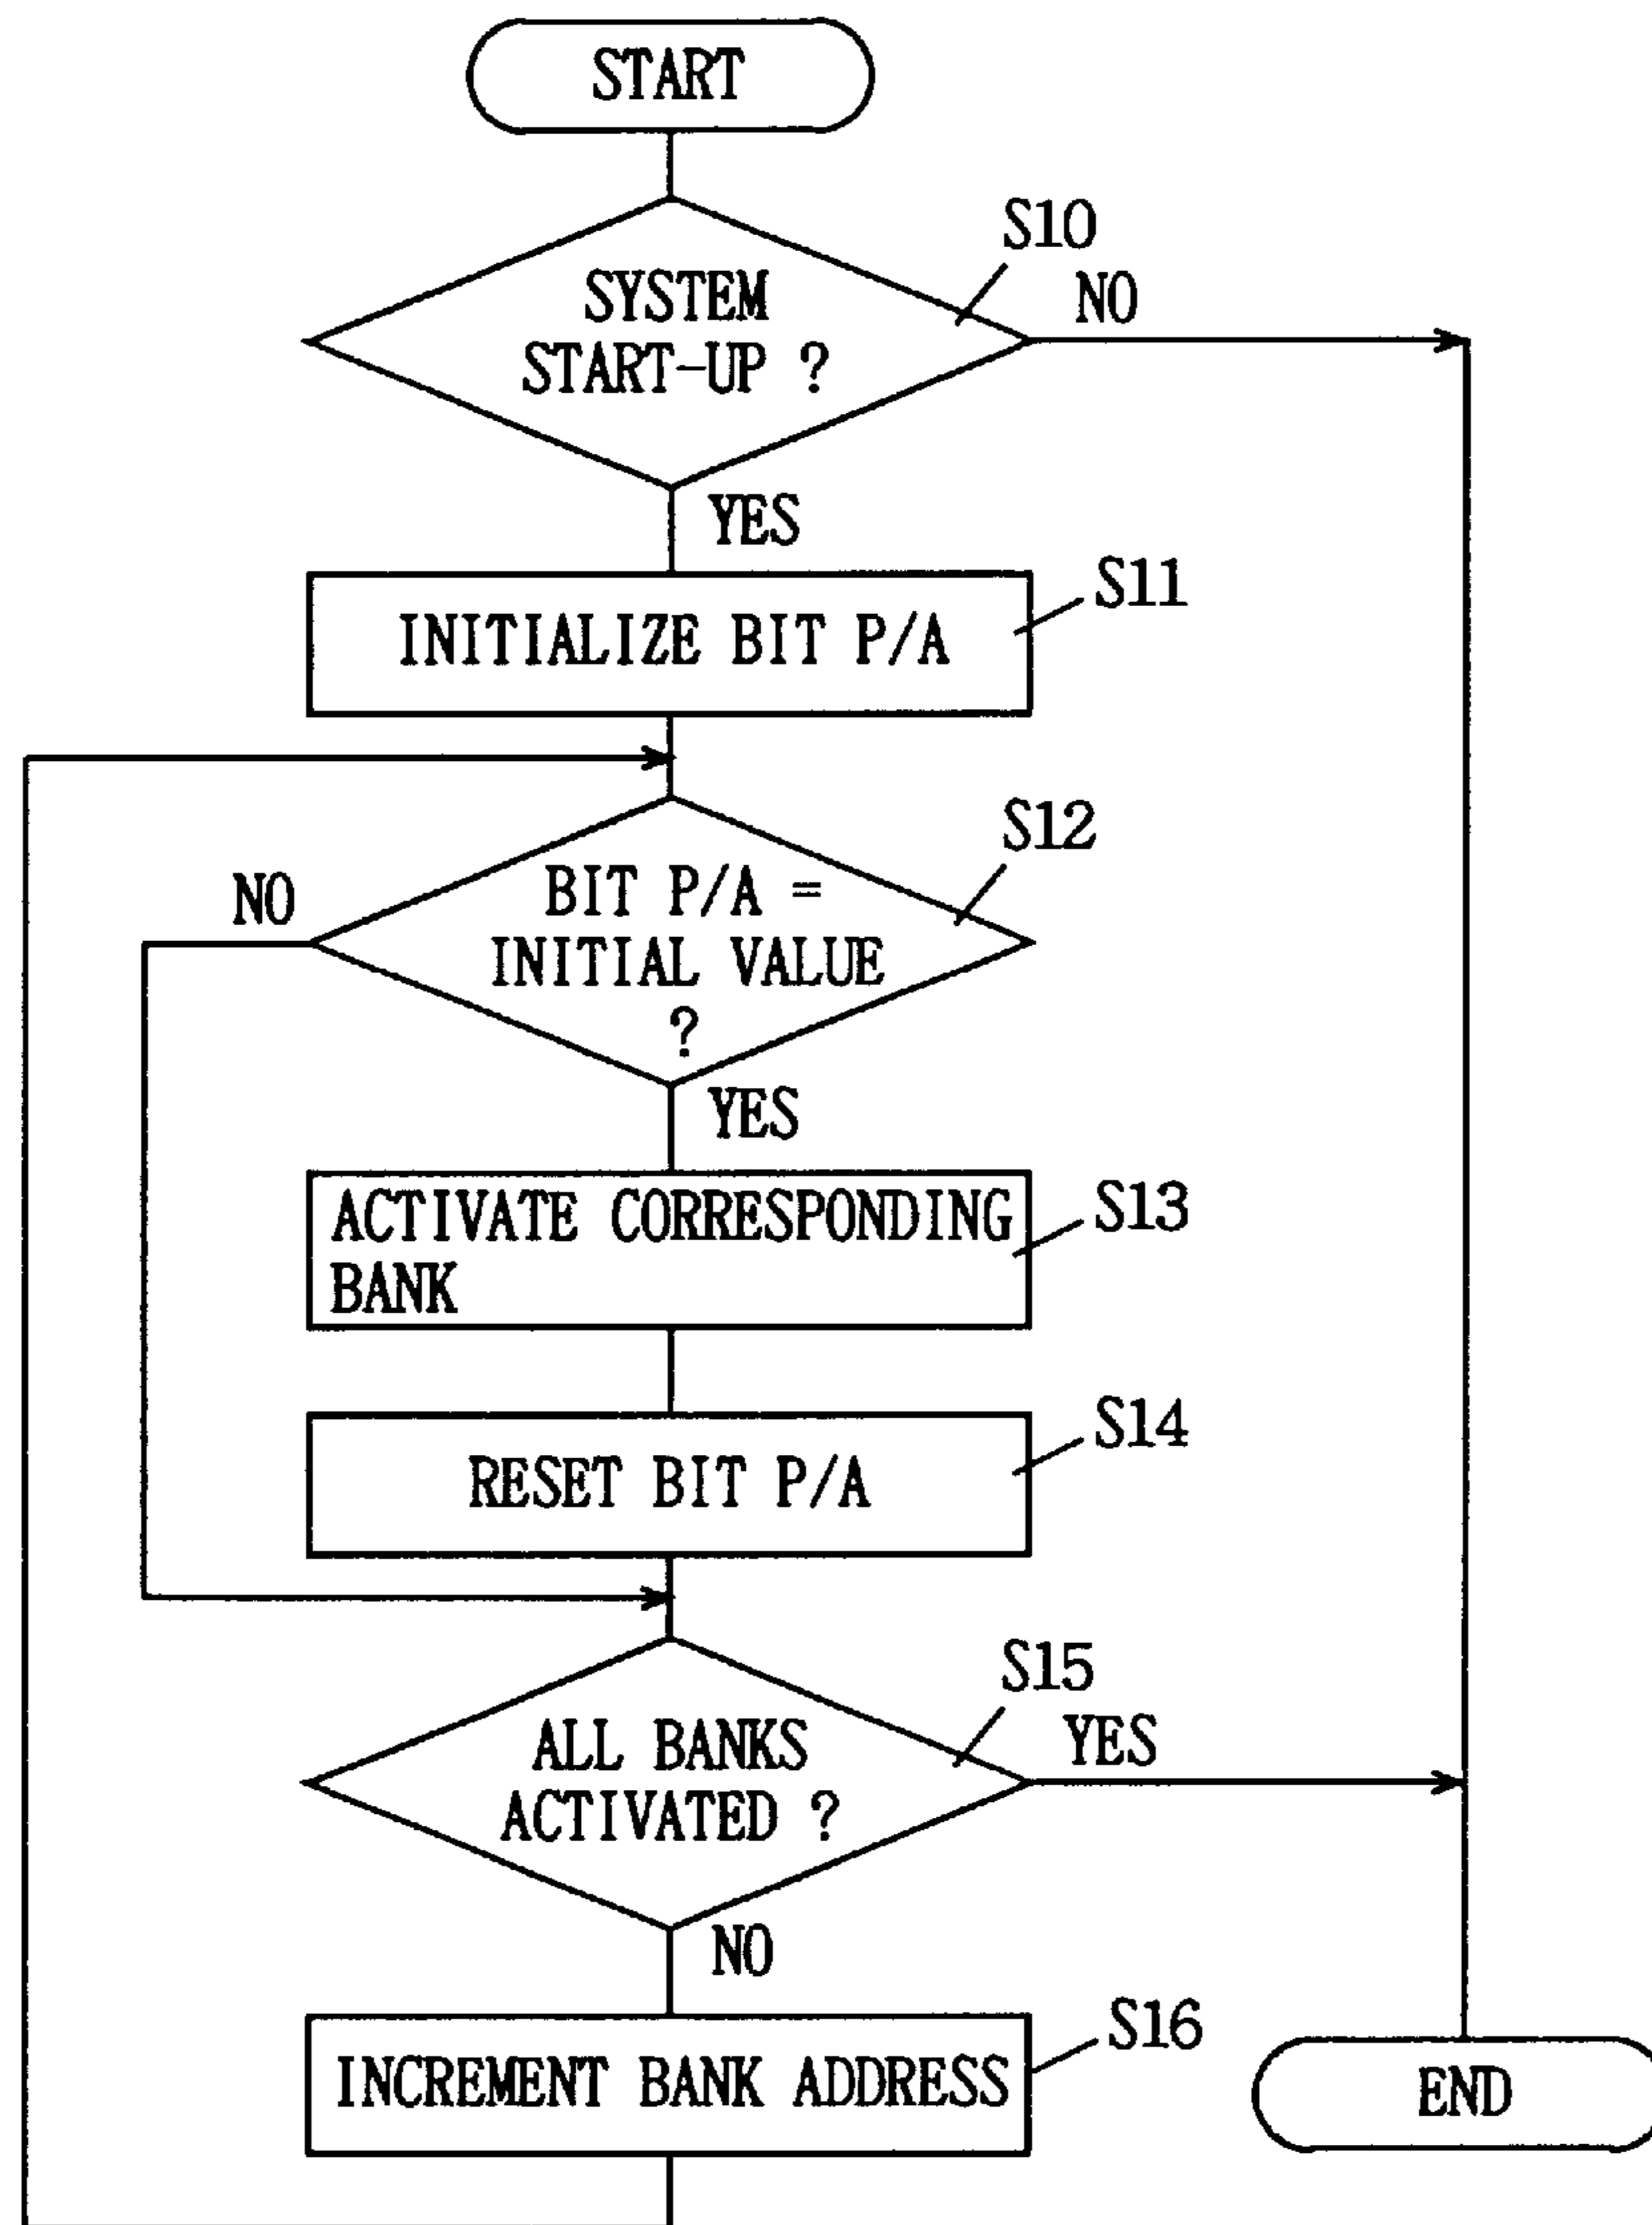 START
S10
SYSTEM
START-UP ?
NO
YES
S11
INITIALIZE BIT P/A
S12
NO
BIT P/A =
INITIAL VALUE
?
YES
S13
ACTIVATE CORRESPONDING
BANK
S14
RESET BIT P/A
S15
ALL BANKS
ACTIVATED ?
YES
NO
S16
INCREMENT BANK ADDRESS
END